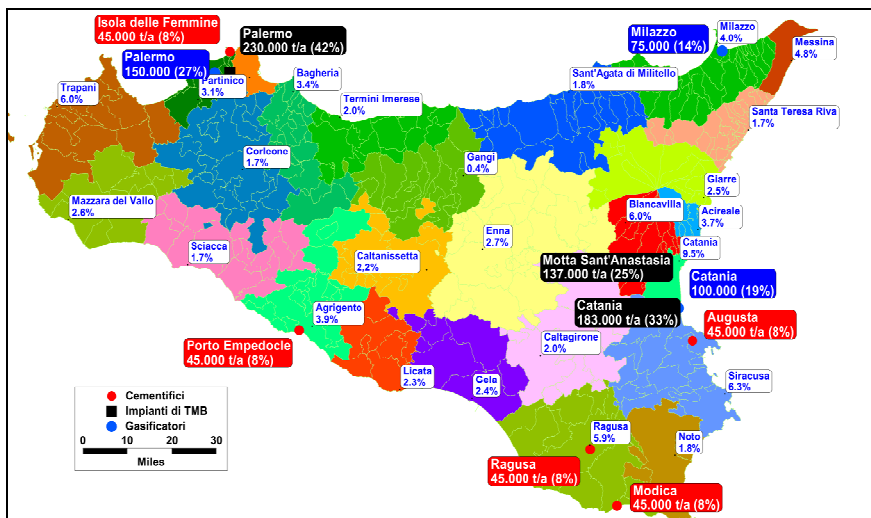 Isola delle Femmine
45.000 t/a (8%)
Palermo
230.000 t/a (42%)
Palermo
150.000 (27%)
Milazzo
75.000 (14%)
Milazzo
4.0%
Messina
4.8%
Trapani
6.0%
Partinico
3.1%
Bagheria
3.4%
Sant'Agata di Militello
1.8%
Termini Imerese
2.0%
Santa Teresa Riva
1.7%
Corleone
1.7%
Gangi
0.4%
Giarre
2.5%
Mazzara del Vallo
2.6%
Biancavilla
6.0%
Acireale
3.7%
Sciacca
1.7%
Enna
2.7%
Caltanissetta
2,2%
Catania
9.5%
Motta Sant'Anastasia
137.000 t/a (25%)
Catania
100.000 (19%)
Catania
183.000 t/a (33%)
Agrigento
3.9%
Augusta
45.000 t/a (8%)
Porto Empedocle
45.000 t/a (8%)
Caltagirone
2.0%
Licata
2.3%
Gela
2.4%
Siracusa
6.3%
Cementifici
Impianti di TMB
Gasificatori
0 10 20 30
Miles
Ragusa
5.9%
Noto
1.8%
Ragusa
45.000 t/a (8%)
Modica
45.000 t/a (8%)